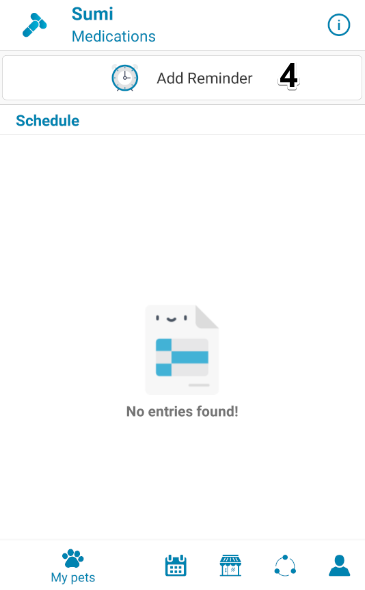 Sumi
Medications
Add Reminder 4
Schedule
No entries found!
My pets